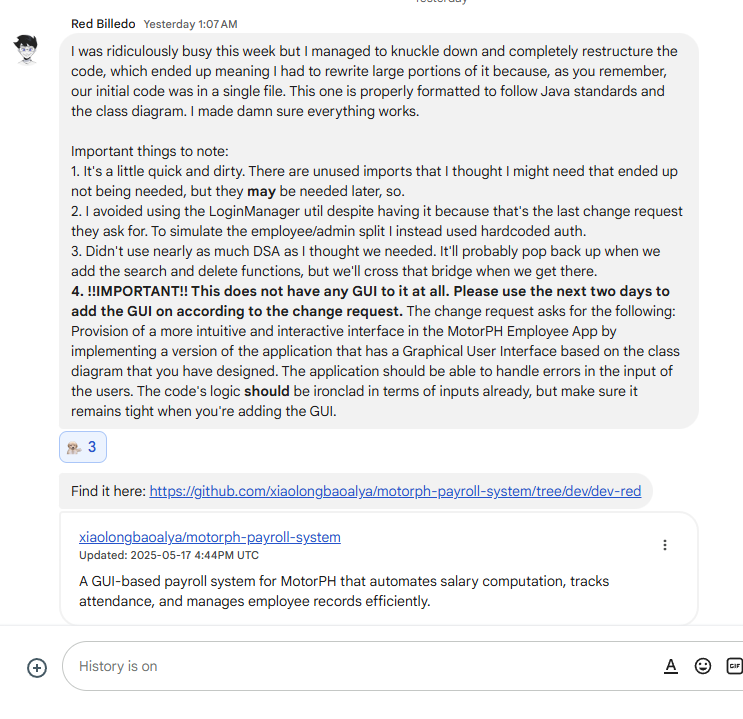 Yesterday
Red Billedo Yesterday 1:07 AM
I was ridiculously busy this week but I managed to knuckle down and completely restructure the
code, which ended up meaning I had to rewrite large portions of it because, as you remember,
our initial code was in a single file. This one is properly formatted to follow Java standards and
the class diagram. I made damn sure everything works.
Important things to note:
1. It's a little quick and dirty. There are unused imports that I thought I might need that ended up
not being needed, but they may be needed later, so.
2. I avoided using the LoginManager util despite having it because that's the last change request
they ask for. To simulate the employee/admin split I instead used hardcoded auth.
3. Didn't use nearly as much DSA as I thought we needed. It'll probably pop back up when we
add the search and delete functions, but we'll cross that bridge when we get there.
4. !!IMPORTANT!! This does not have any GUI to it at all. Please use the next two days to
add the GUI on according to the change request. The change request asks for the following:
Provision of a more intuitive and interactive interface in the MotorPH Employee App by
implementing a version of the application that has a Graphical User Interface based on the class
diagram that you have designed. The application should be able to handle errors in the input of
the users. The code's logic should be ironclad in terms of inputs already, but make sure it
remains tight when you're adding the GUI.
3
Find it here: https://github.com/xiaolongbaoalya/motorph-payroll-system/tree/dev/dev-red
xiaolongbaoalya/motorph-payroll-system
Updated: 2025-05-17 4:44PM UTC
A GUI-based payroll system for MotorPH that automates salary computation, tracks
attendance, and manages employee records efficiently.
History is on
A
GIF